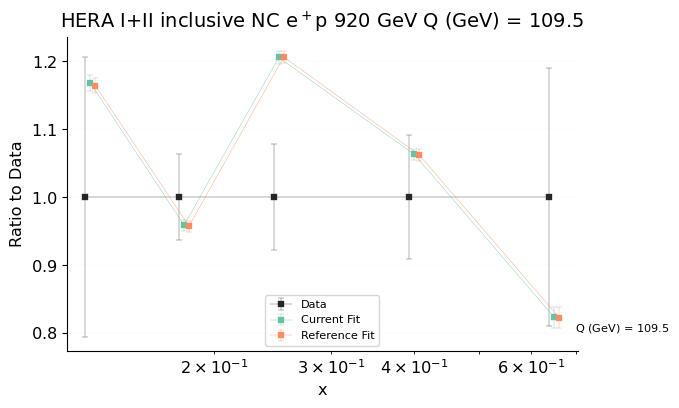 HERA I+II inclusive NC e⁺p 920 GeV Q (GeV) = 109.5
Ratio to Data
1.2
1.1
1.0
0.9
0.8
Data
Current Fit
Reference Fit
Q (GeV) = 109.5
2 × 10⁻¹ 3 × 10⁻¹ 4 × 10⁻¹ 6 × 10⁻¹
x